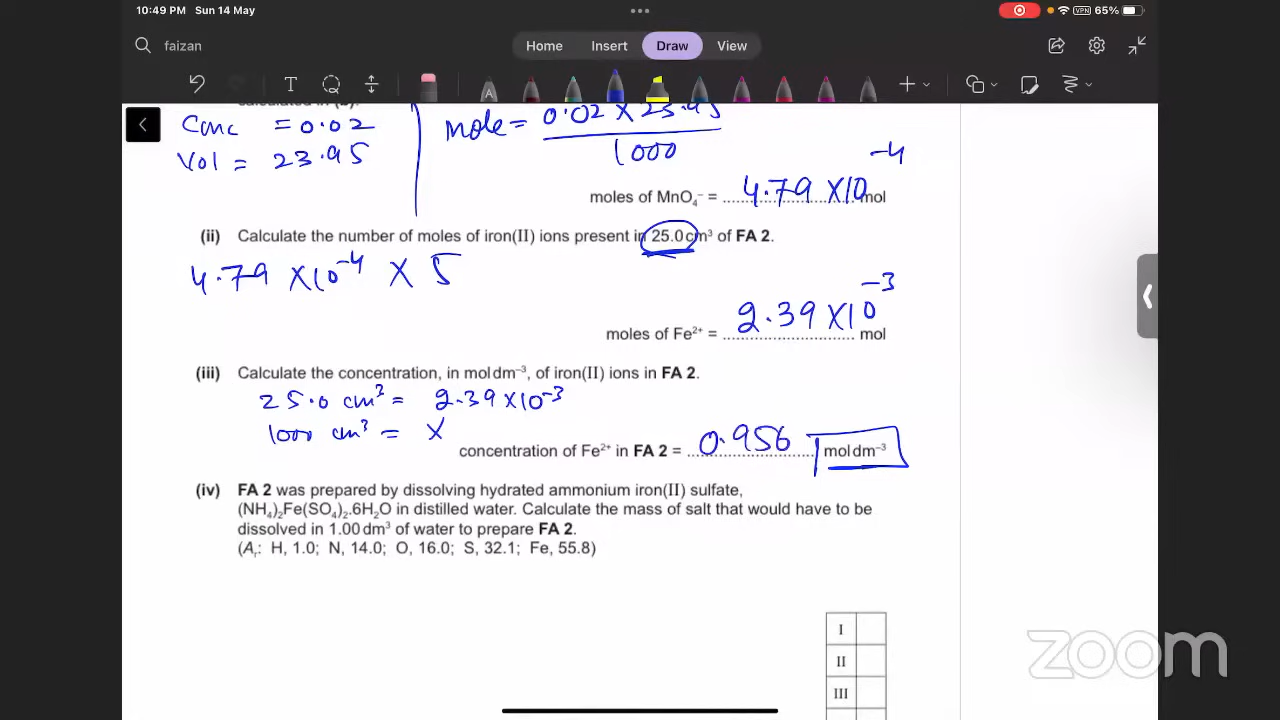 10:49 PM Sun 14 May
VPN 65%
faizan
Home Insert Draw View
T
A
calculated in (b).
Conc = 0.02
Vol = 23.95
mole = 0.02 X 23.95
1000
moles of MnO₄⁻ = 4.79 X10⁻⁴ mol
(ii) Calculate the number of moles of iron(II) ions present in 25.0 cm³ of FA 2.
4.79 X10⁻⁴ X 5
moles of Fe²⁺ = 2.39 X10⁻³ mol
(iii) Calculate the concentration, in mol dm⁻³, of iron(II) ions in FA 2.
25.0 cm³ = 2.39 X10⁻³
1000 cm³ = X
concentration of Fe²⁺ in FA 2 = 0.956 mol dm⁻³
(iv) FA 2 was prepared by dissolving hydrated ammonium iron(II) sulfate,
(NH₄)₂Fe(SO₄)₂.6H₂O in distilled water. Calculate the mass of salt that would have to be
dissolved in 1.00 dm³ of water to prepare FA 2.
(Aᵣ: H, 1.0; N, 14.0; O, 16.0; S, 32.1; Fe, 55.8)
I
II
III
zoom